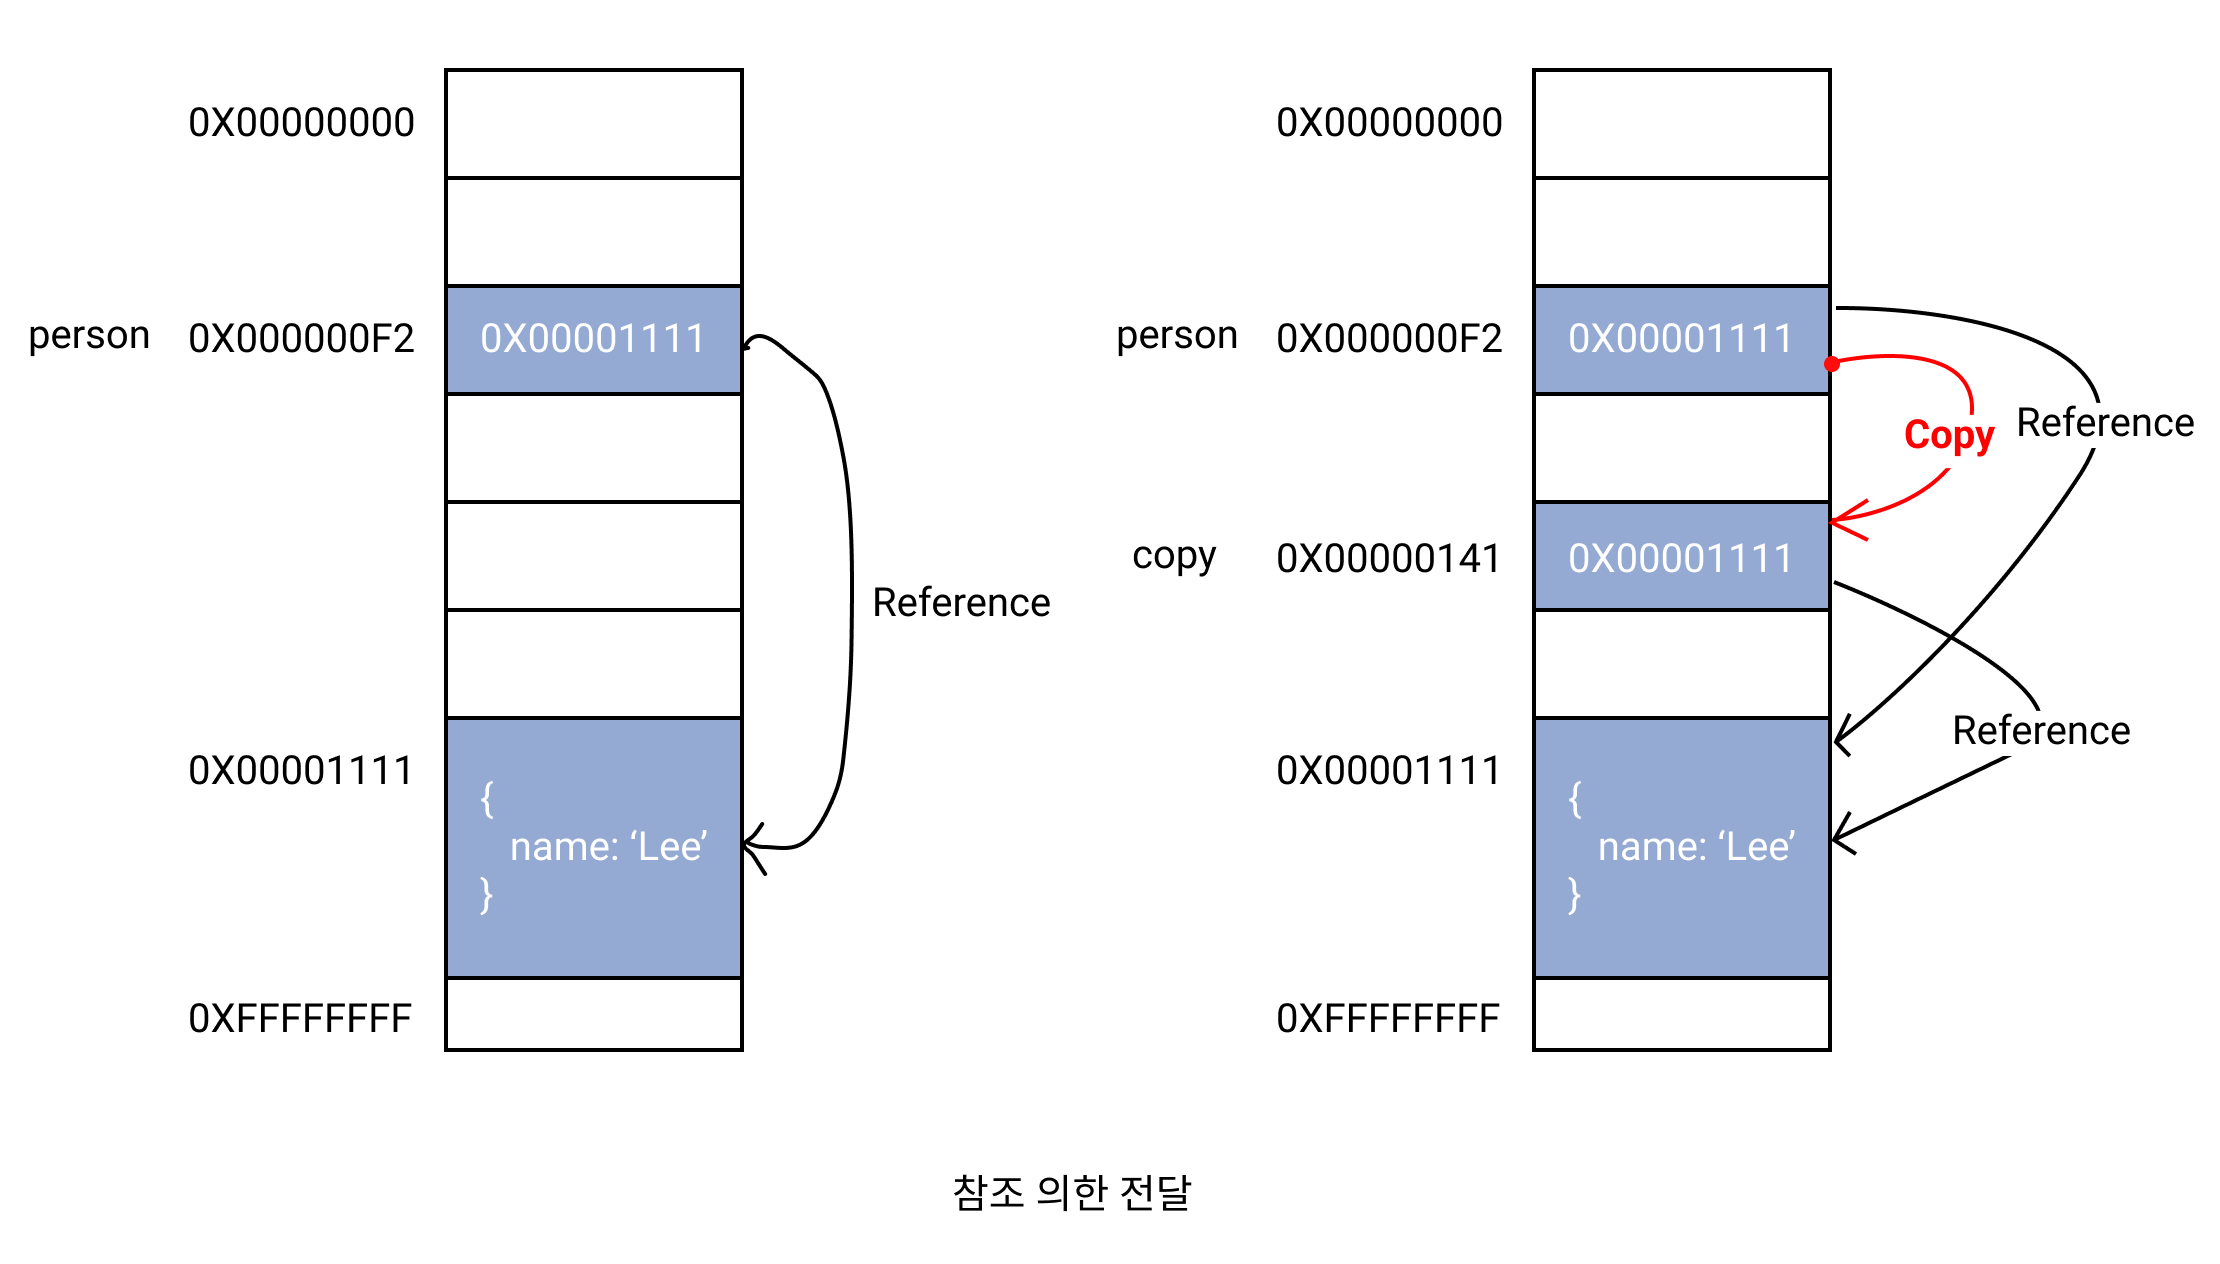 0X00000000
person 0X000000F2 0X00001111
Reference
0X00001111
{
name: ‘Lee’
}
0XFFFFFFFF
0X00000000
person 0X000000F2 0X00001111
Copy
Reference
copy 0X00000141 0X00001111
Reference
0X00001111
{
name: ‘Lee’
}
0XFFFFFFFF
참조 의한 전달